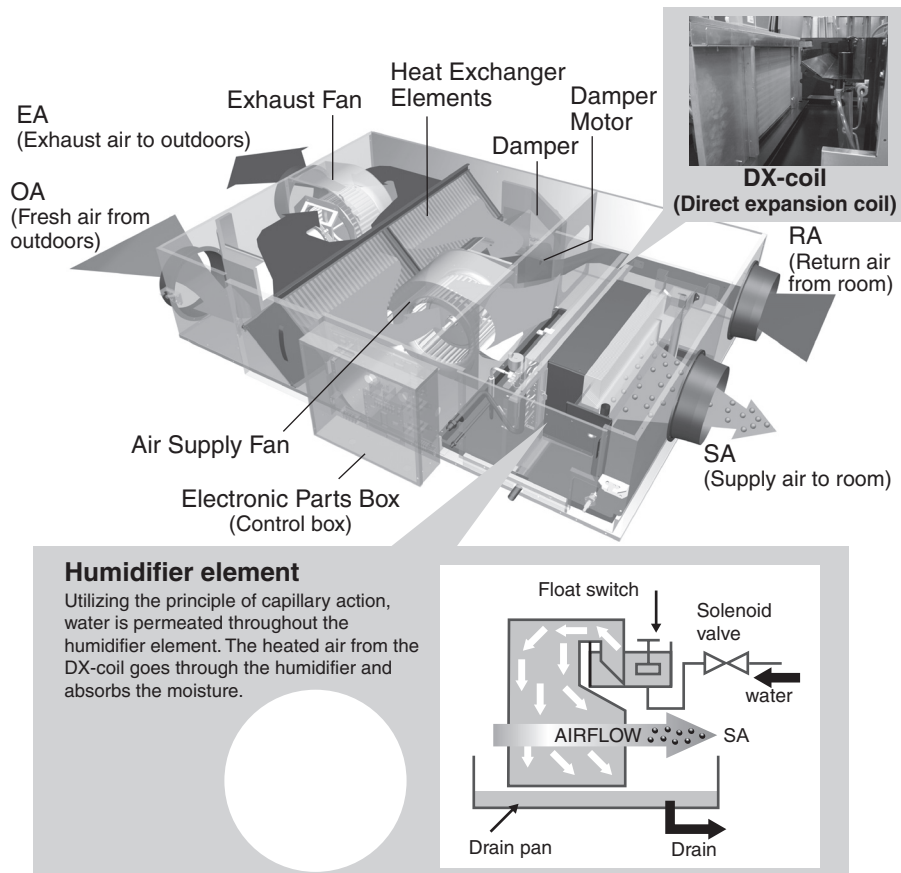 EA
(Exhaust air to outdoors)
Exhaust Fan
Heat Exchanger
Elements
Damper
Motor
Damper
OA
(Fresh air from
outdoors)
DX-coil
(Direct expansion coil)
RA
(Return air
from room)
Air Supply Fan
SA
(Supply air to room)
Electronic Parts Box
(Control box)
Humidifier element
Utilizing the principle of capillary action,
water is permeated throughout the
humidifier element. The heated air from the
DX-coil goes through the humidifier and
absorbs the moisture.
Float switch
Solenoid
valve
water
AIRFLOW
SA
Drain pan
Drain